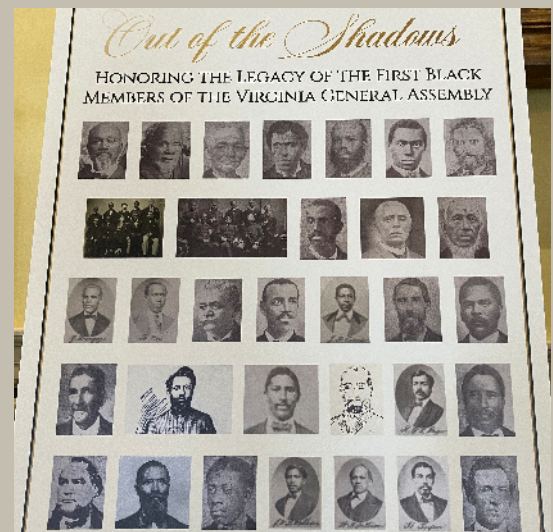 Out of the Shadows
HONORING THE LEGACY OF THE FIRST BLACK
MEMBERS OF THE VIRGINIA GENERAL ASSEMBLY